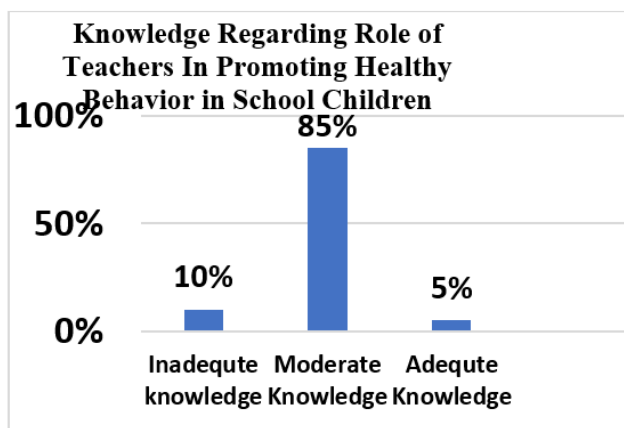 Knowledge Regarding Role of
Teachers In Promoting Healthy
Behavior in School Children
100%
85%
50%
10%
5%
0%
Inadequte Moderate Adequte
knowledge Knowledge Knowledge